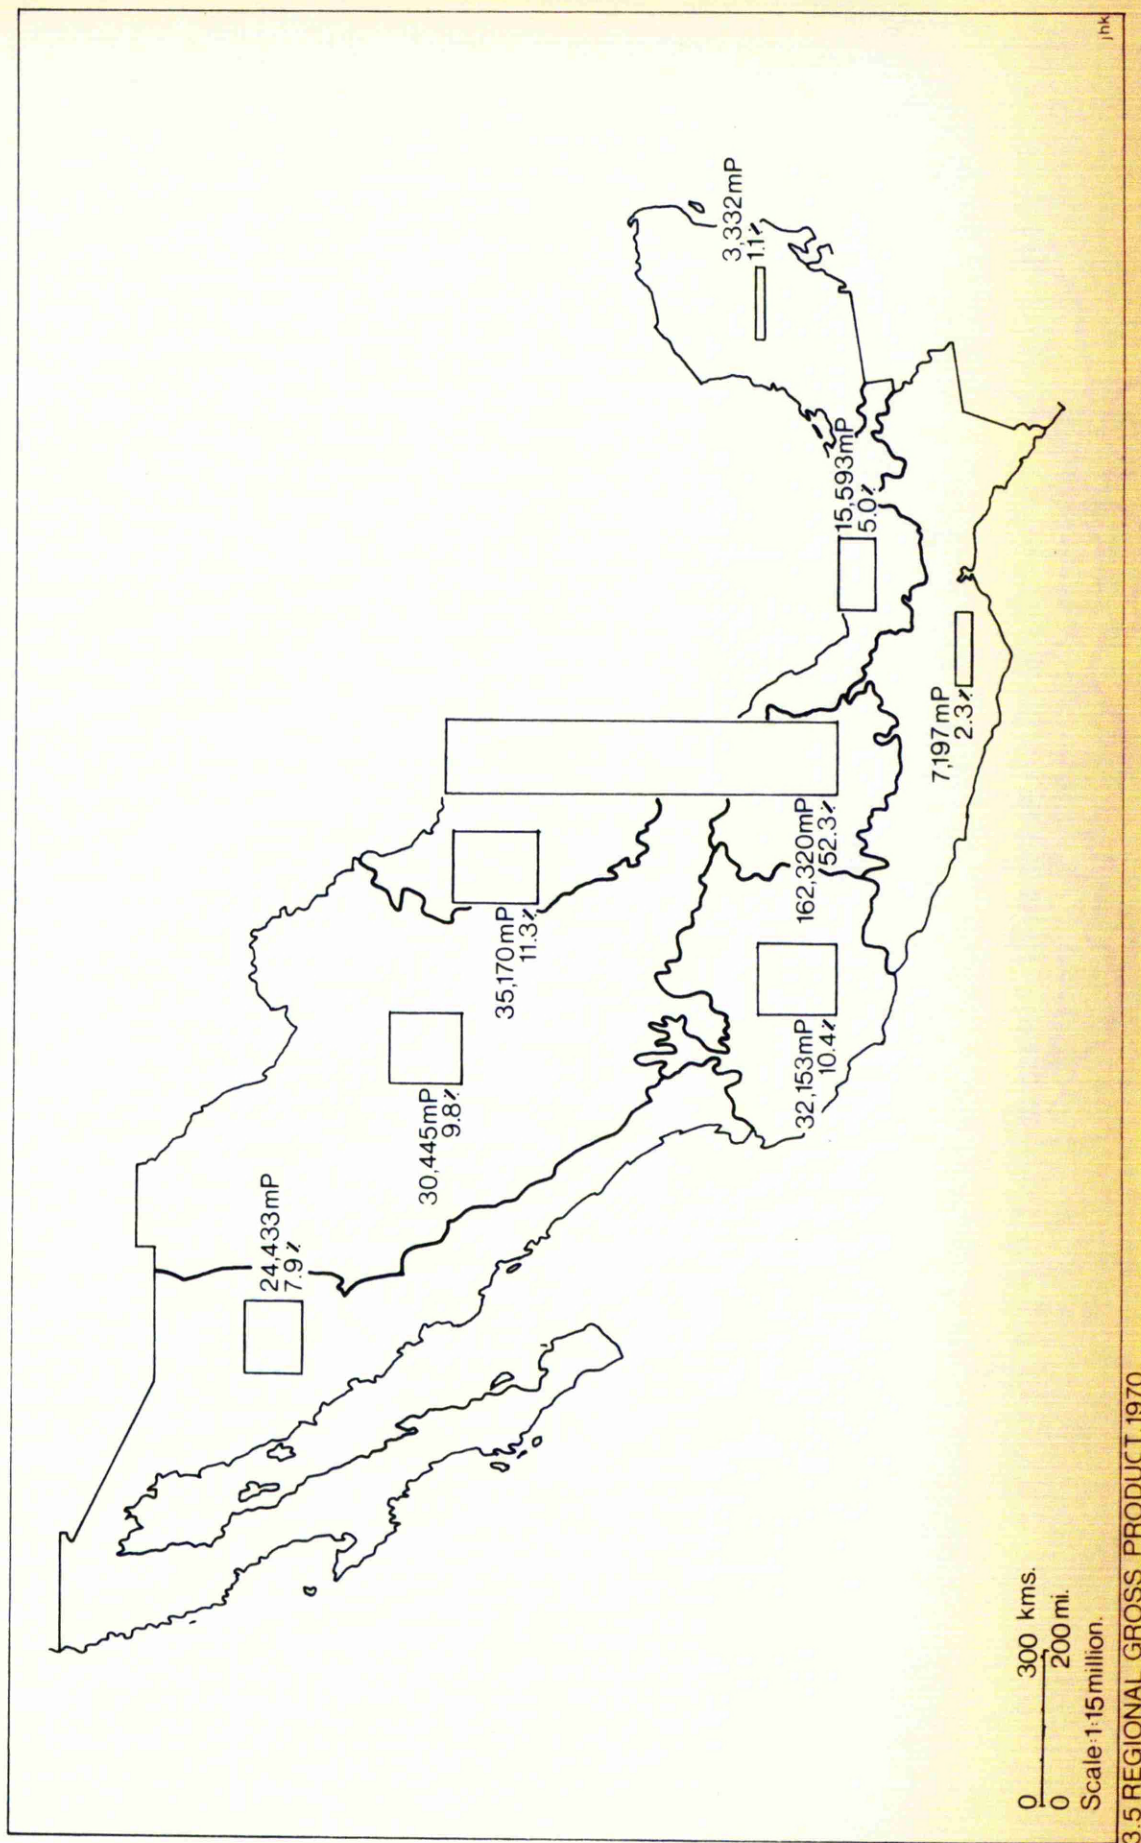 24,433mP
7.9%
30,445mP
9.8%
35,170mP
11.3%
3,332mP
1.1%
162,320mP
52.3%
32,153mP
10.4%
15,593mP
5.0%
7,197mP
2.3%
0 300 kms.
0 200 mi.
Scale:1:15million.
jhk
3.5 REGIONAL GROSS PRODUCT, 1970